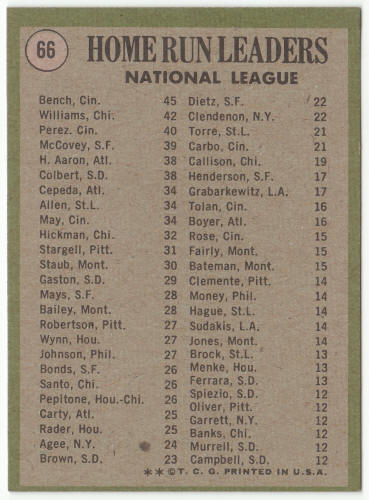 66
HOME RUN LEADERS
NATIONAL LEAGUE
Bench, Cin. 45
Williams, Chi. 42
Perez. Cin. 40
McCovey, S.F. 39
H. Aaron, Atl. 38
Colbert, S.D. 38
Cepeda, Atl. 34
Allen, St.L. 34
May, Cin. 34
Hickman, Chi. 32
Stargell, Pitt. 31
Staub, Mont. 30
Gaston, S.D. 29
Mays, S.F. 28
Bailey, Mont. 28
Robertson, Pitt. 27
Wynn, Hou. 27
Johnson, Phil. 27
Bonds, S.F. 26
Santo, Chi. 26
Pepitone, Hou.-Chi. 26
Carty, Atl. 25
Rader, Hou. 25
Agee, N.Y. 24
Brown, S.D. 23
Dietz, S.F. 22
Clendenon, N.Y. 22
Torre, St.L. 21
Carbo, Cin. 21
Callison, Chi. 19
Henderson, S.F. 17
Grabarkewitz, L.A. 17
Tolan, Cin. 16
Boyer, Atl. 16
Rose, Cin. 15
Fairly, Mont. 15
Bateman, Mont. 15
Clemente, Pitt. 14
Money, Phil. 14
Hague, St.L. 14
Sudakis, L.A. 14
Jones, Mont. 14
Brock, St.L. 13
Menke, Hou. 13
Ferrara, S.D. 13
Spiezio, S.D. 12
Oliver, Pitt. 12
Garrett, N.Y. 12
Banks, Chi. 12
Murrell, S.D. 12
Campbell, S.D. 12
**© T. C. G. PRINTED IN U.S.A.